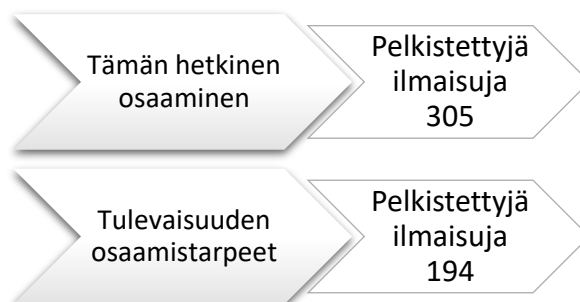 Tämän hetkinen
osaaminen
Pelkistettyjä
ilmaisuja
305
Tulevaisuuden
osaamistarpeet
Pelkistettyjä
ilmaisuja
194